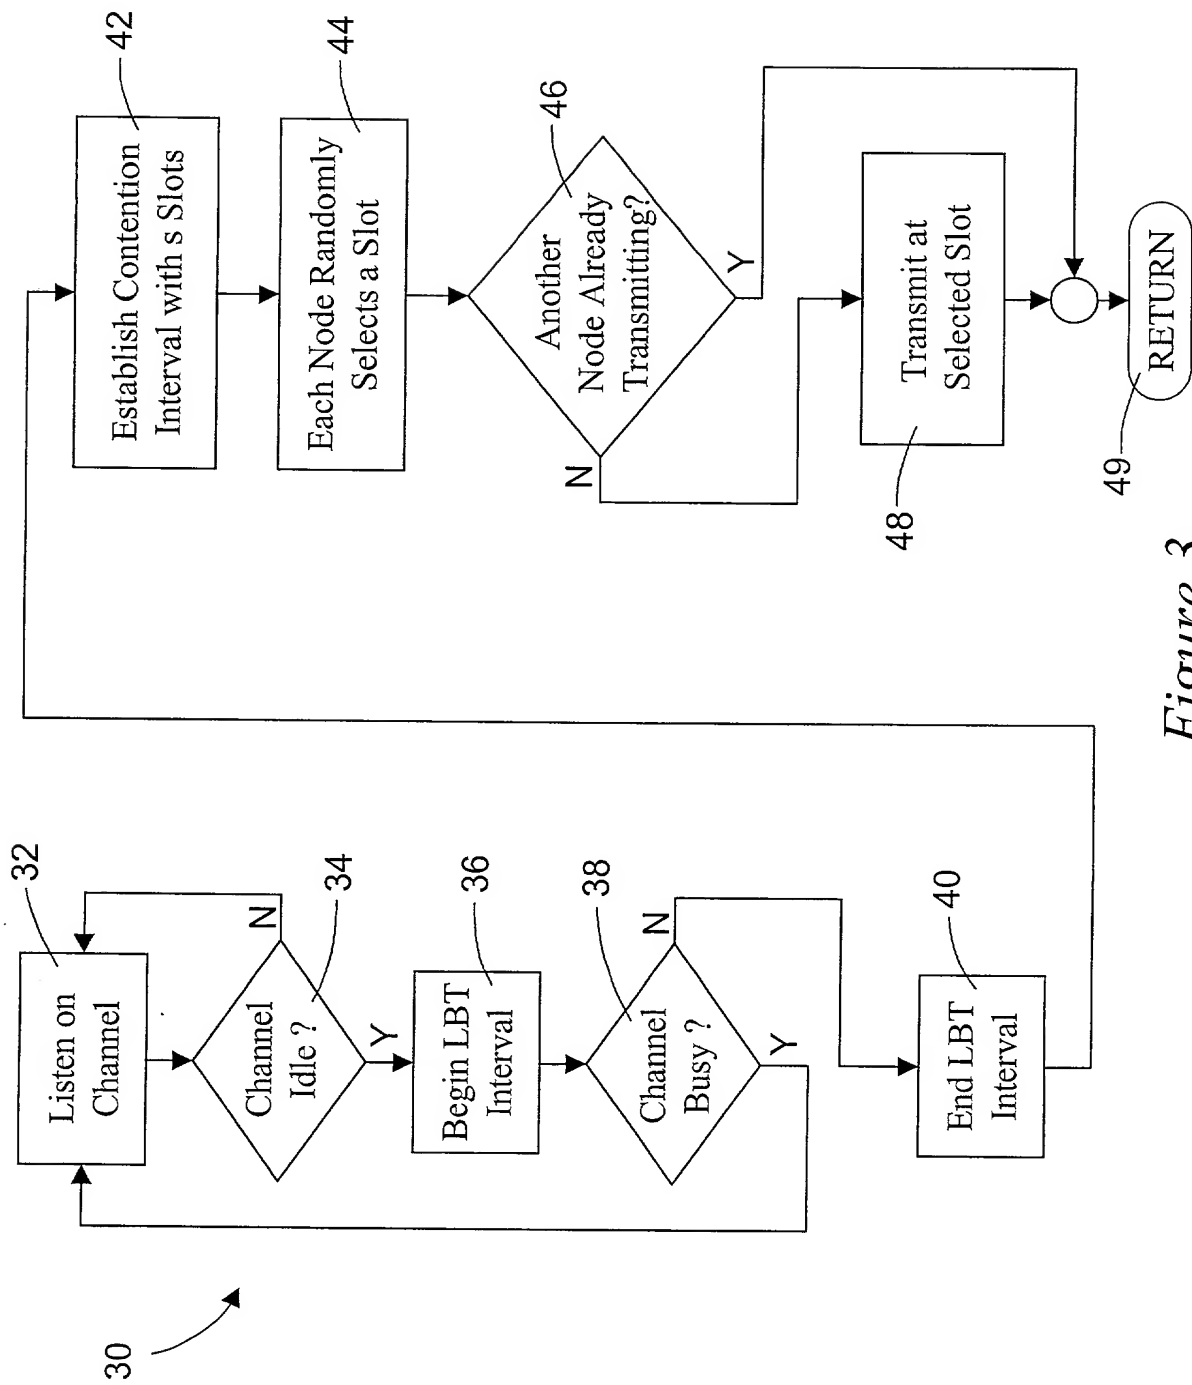 30
32
Listen on
Channel
34
Channel
Idle ?
N
Y
36
Begin LBT
Interval
38
Channel
Busy ?
N
Y
40
End LBT
Interval
42
Establish Contention
Interval with s Slots
44
Each Node Randomly
Selects a Slot
46
Another
Node Already
Transmitting?
N
Y
48
Transmit at
Selected Slot
49
RETURN
Figure 3